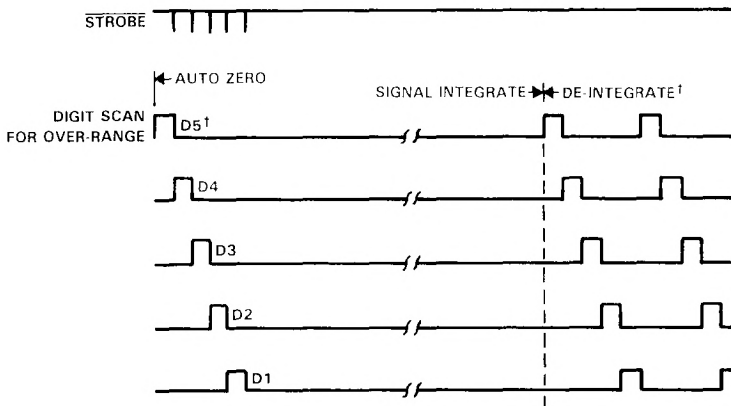 STROBE
AUTO ZERO
SIGNAL INTEGRATE DE-INTEGRATE†
DIGIT SCAN
FOR OVER-RANGE
D5†
D4
D3
D2
D1